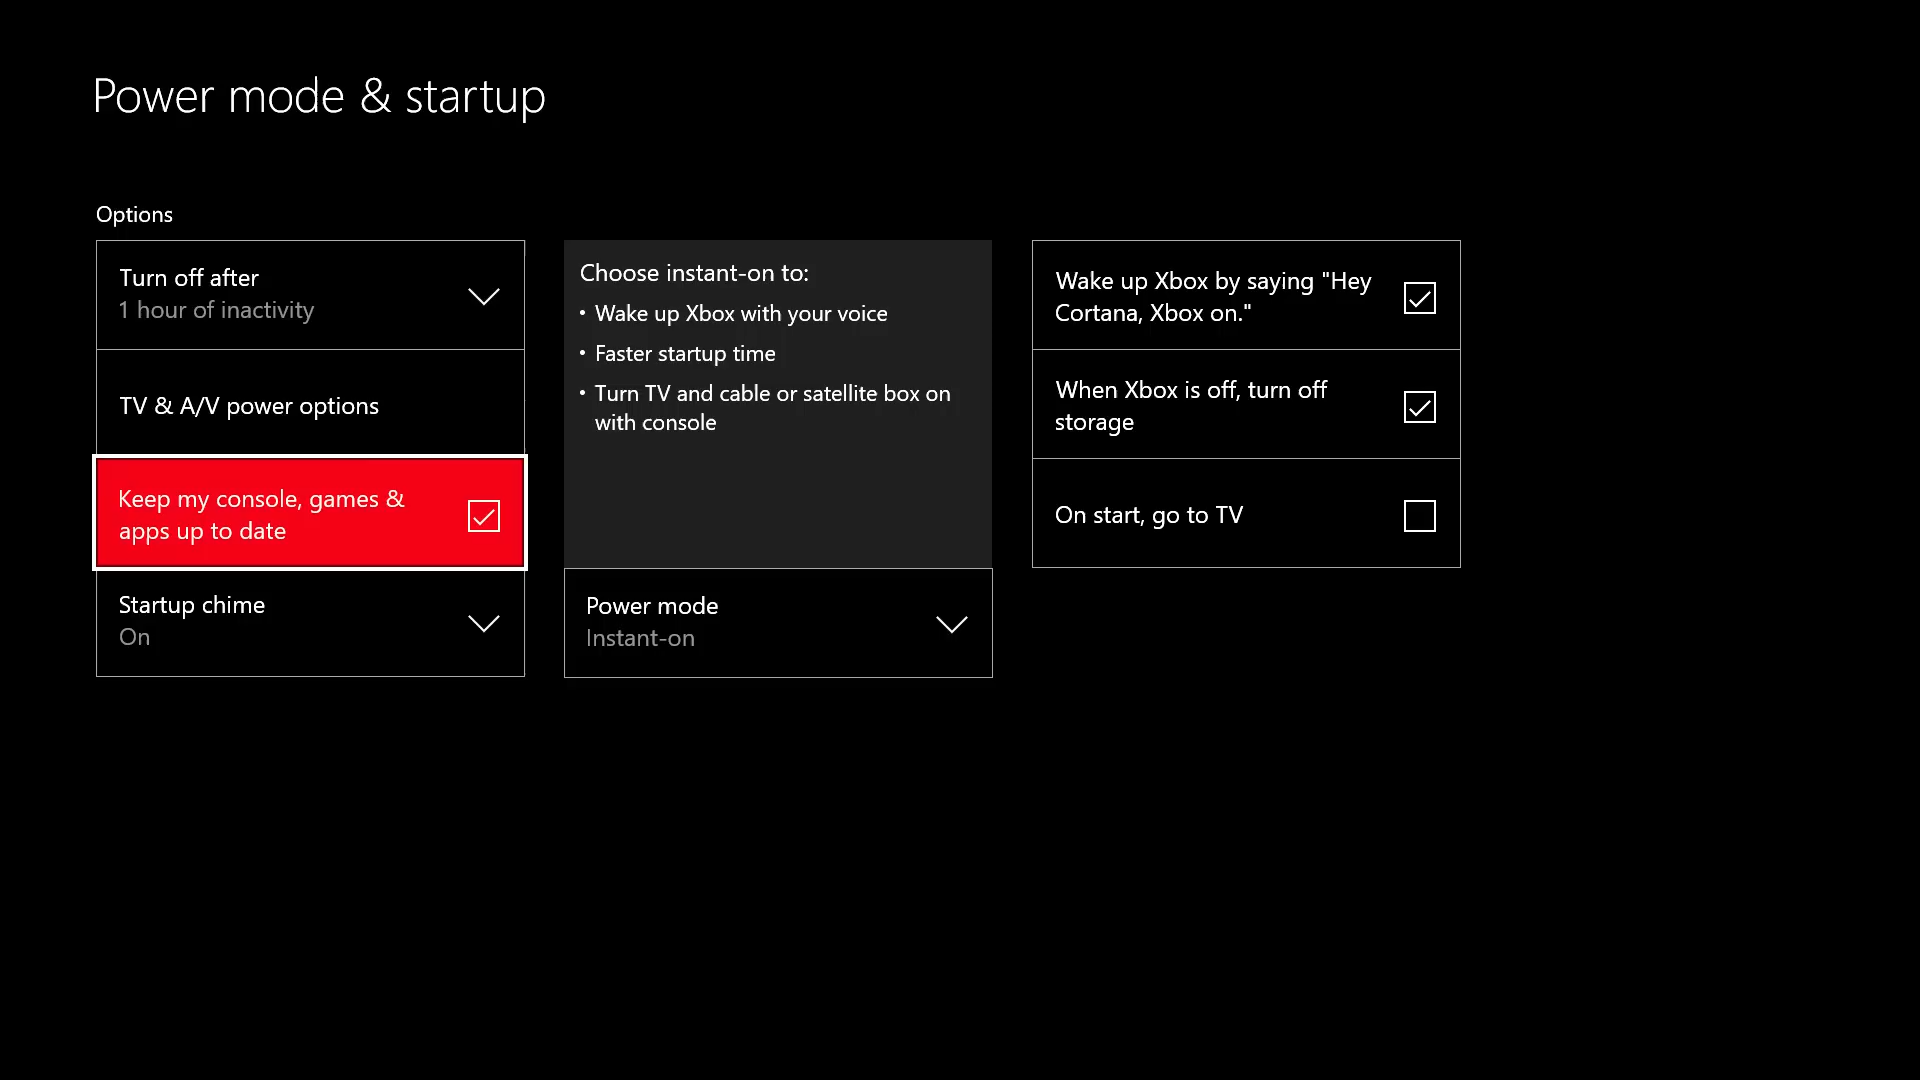 Power mode & startup
Options
Turn off after
1 hour of inactivity
TV & A/V power options
Keep my console, games &
apps up to date
Startup chime
On
Choose instant-on to:
• Wake up Xbox with your voice
• Faster startup time
• Turn TV and cable or satellite box on
with console
Power mode
Instant-on
Wake up Xbox by saying "Hey
Cortana, Xbox on."
When Xbox is off, turn off
storage
On start, go to TV